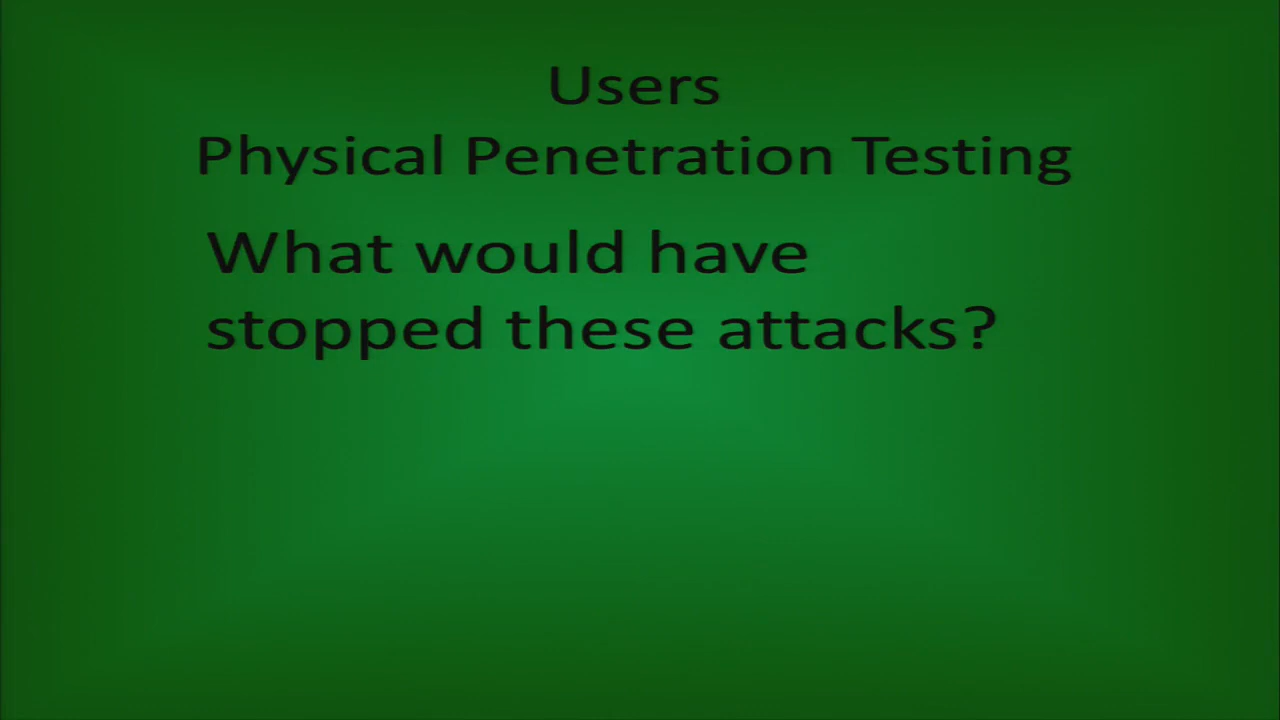 Users
Physical Penetration Testing
What would have
stopped these attacks?